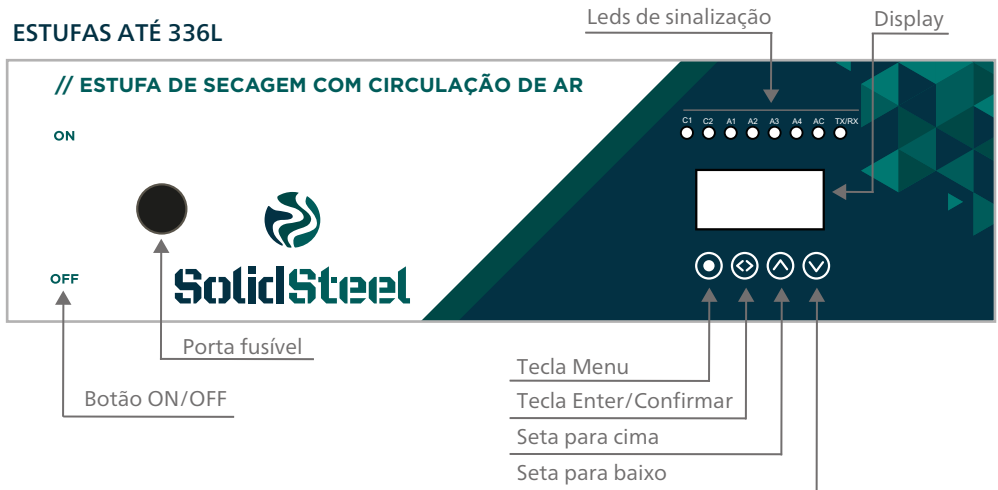 Leds de sinalização
Display
ESTUFAS ATÉ 336L
// ESTUFA DE SECAGEM COM CIRCULAÇÃO DE AR
C1 C2 A1 A2 A3 A4 AC TX/RX
ON
OFF
SolidSteel
Porta fusível
Tecla Menu
Botão ON/OFF
Tecla Enter/Confirmar
Seta para cima
Seta para baixo